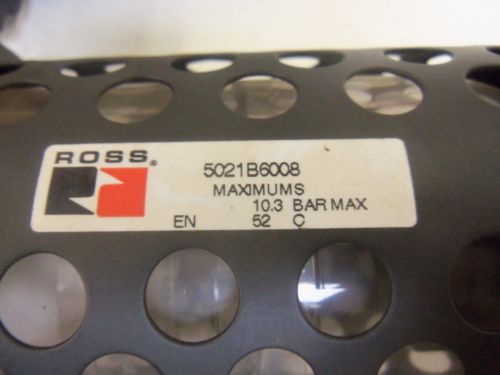 ROSS®
5021B6008
MAXIMUMS
10.3 BAR MAX
EN 52 C